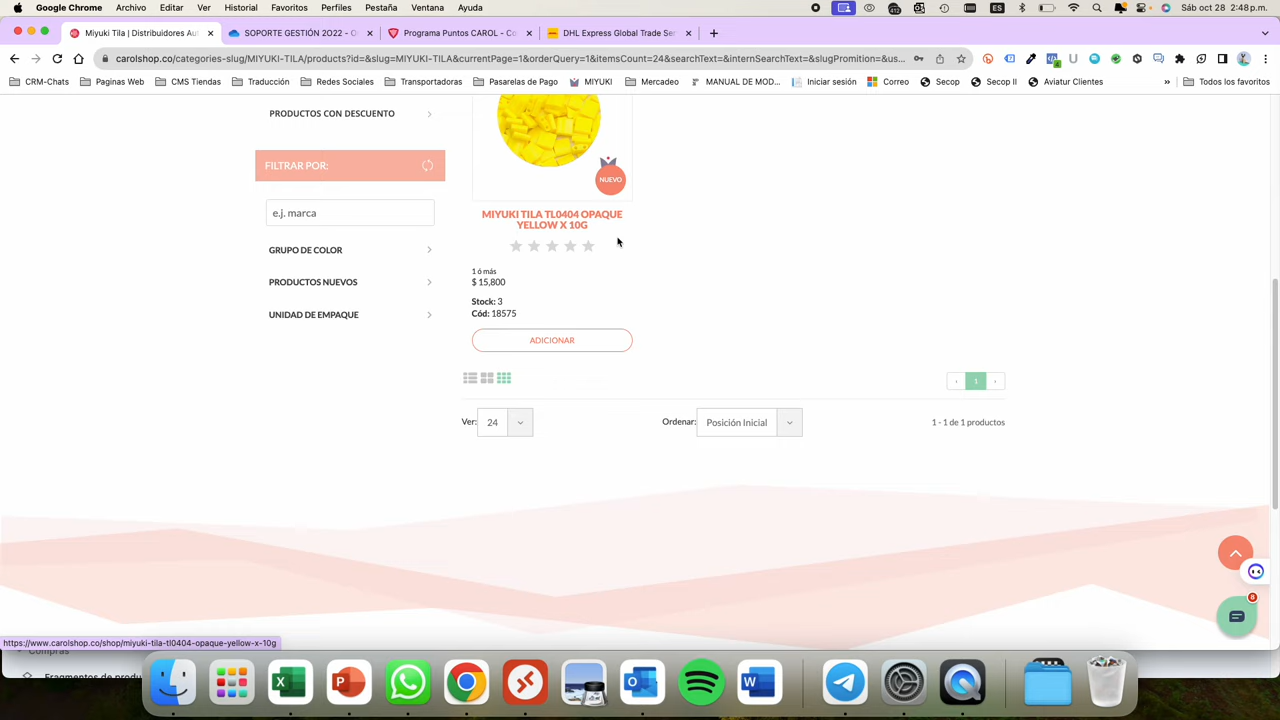 Google Chrome Archivo Editar Ver Historial Favoritos Perfiles Pestaña Ventana Ayuda
ES Sáb oct 28 2:48 p.m.
Miyuki Tila | Distribuidores Au
SOPORTE GESTIÓN 2022 - O
Programa Puntos CAROL - Co
DHL Express Global Trade Ser
carolshop.co/categories-slug/MIYUKI-TILA/products?id=&slug=MIYUKI-TILA&currentPage=1&orderQuery=1&itemsCount=24&searchText=&internSearchText=&slugPromition=&us...
CRM-Chats Paginas Web CMS Tiendas Traducción Redes Sociales Transportadoras Pasarelas de Pago MIYUKI Mercadeo MANUAL DE MOD... Iniciar sesión Correo Secop Secop II Aviatur Clientes » Todos los favoritos
PRODUCTOS CON DESCUENTO
FILTRAR POR:
e.j. marca
GRUPO DE COLOR
PRODUCTOS NUEVOS
UNIDAD DE EMPAQUE
NUEVO
MIYUKI TILA TL0404 OPAQUE
YELLOW X 10G
1 ó más
$ 15,800
Stock: 3
Cód: 18575
ADICIONAR
‹ 1 ›
Ver: 24
Ordenar: Posición Inicial
1 - 1 de 1 productos
8
https://www.carolshop.co/shop/miyuki-tila-tl0404-opaque-yellow-x-10g
Compras
Fragmentos de produ